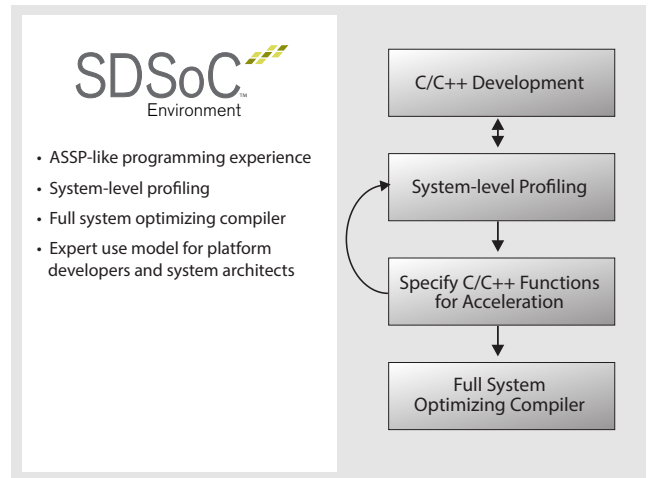 SDSoC™
Environment
• ASSP-like programming experience
• System-level profiling
• Full system optimizing compiler
• Expert use model for platform
developers and system architects
C/C++ Development
System-level Profiling
Specify C/C++ Functions
for Acceleration
Full System
Optimizing Compiler